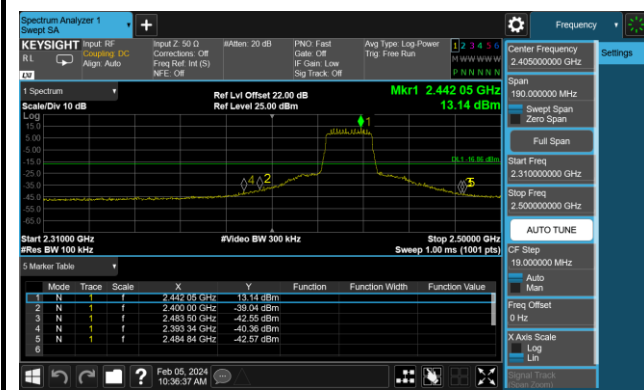 Spectrum Analyzer 1
Swept SA
+
Frequency
KEYSIGHT
Input: RF
Coupling: DC
Align: Auto
Input Z: 50 Ω
Corrections: Off
Freq Ref: Int (S)
NFE: Off
#Atten: 20 dB
PNO: Fast
Gate: Off
IF Gain: Low
Sig Track: Off
Avg Type: Log-Power
Trig: Free Run
1 2 3 4 5 6
M W W W W W
P N N N N N
RL
LXI
Center Frequency
2.405000000 GHz
Settings
Span
190.000000 MHz
Swept Span
Zero Span
Full Span
Start Freq
2.310000000 GHz
Stop Freq
2.500000000 GHz
AUTO TUNE
CF Step
19.000000 MHz
Auto
Man
Freq Offset
0 Hz
X Axis Scale
Log
Lin
Signal Track
(Span Zoom)
1 Spectrum
Scale/Div 10 dB
Ref Lvl Offset 22.00 dB
Ref Level 25.00 dBm
Mkr1 2.442 05 GHz
13.14 dBm
Log
15.0
5.00
-5.00
-15.0
-25.0
-35.0
-45.0
-55.0
-65.0
1
DL1 -16.86 dBm
4
2
5
Start 2.31000 GHz
#Res BW 100 kHz
#Video BW 300 kHz
Stop 2.50000 GHz
Sweep 1.00 ms (1001 pts)
5 Marker Table
Mode Trace Scale X Y Function Function Width Function Value
1 N 1 f 2.442 05 GHz 13.14 dBm
2 N 1 f 2.400 00 GHz -39.04 dBm
3 N 1 f 2.483 50 GHz -42.55 dBm
4 N 1 f 2.393 34 GHz -40.36 dBm
5 N 1 f 2.484 84 GHz -42.57 dBm
6
?
Feb 05, 2024
10:36:37 AM